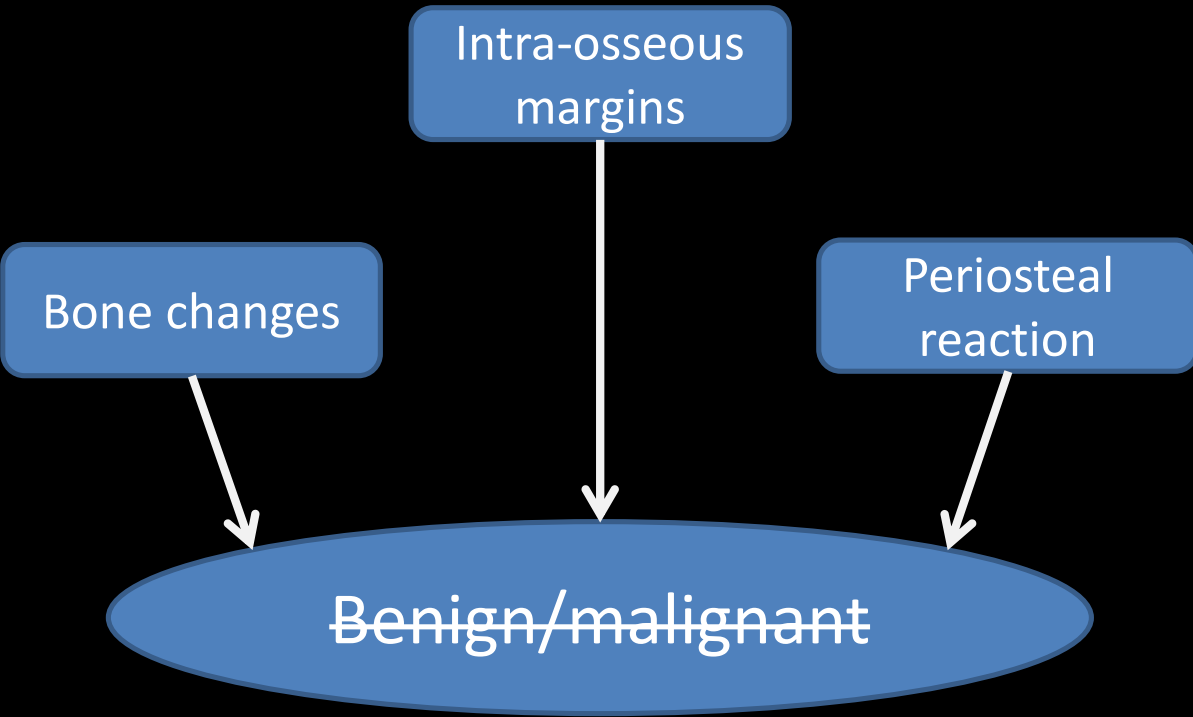 Intra-osseous
margins
Bone changes
Periosteal
reaction
Benign/malignant